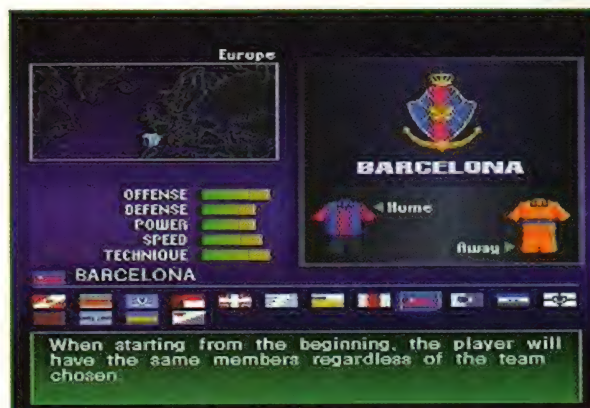 Europe
BARCELONA
Home
Away
OFFENSE
DEFENSE
POWER
SPEED
TECHNIQUE
BARCELONA
When starting from the beginning, the player will
have the same members regardless of the team
chosen.